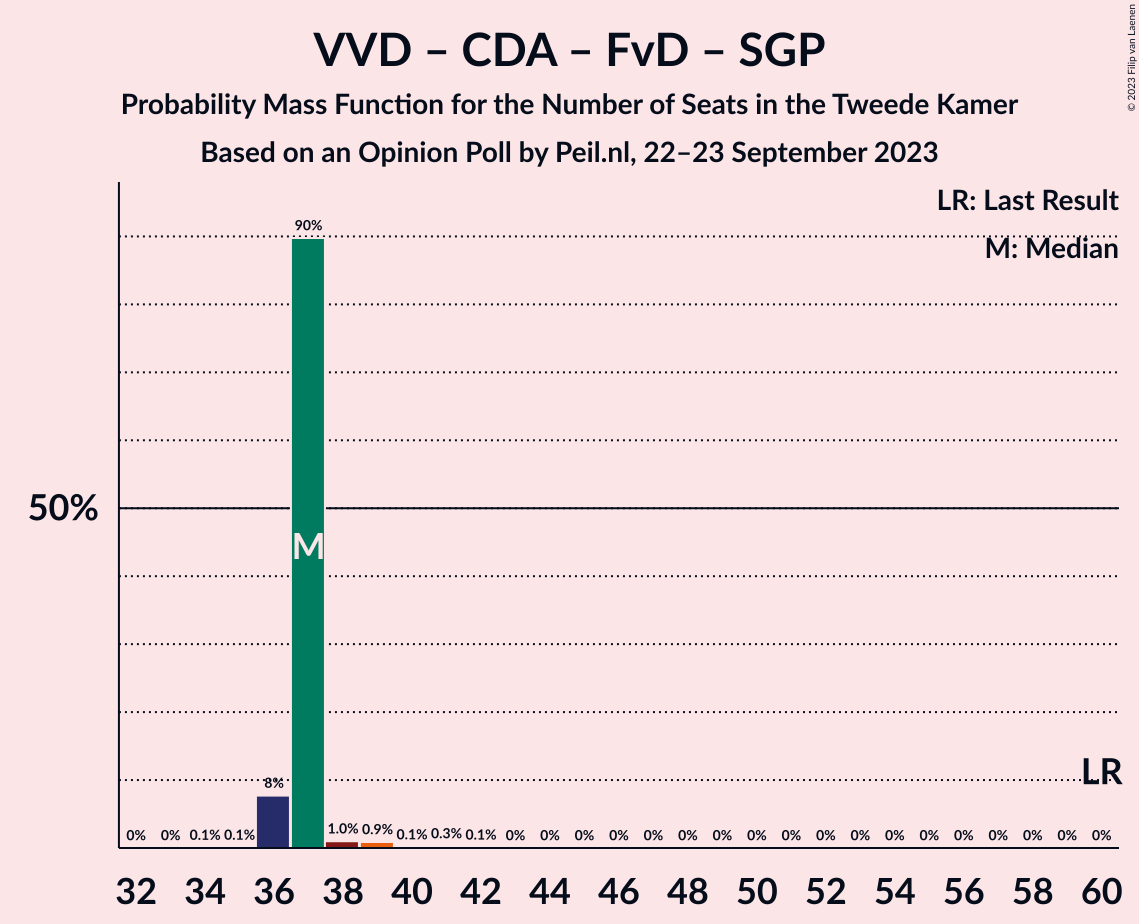 VVD – CDA – FvD – SGP
Probability Mass Function for the Number of Seats in the Tweede Kamer
Based on an Opinion Poll by Peil.nl, 22–23 September 2023
© 2023 Filip van Laenen
LR: Last Result
M: Median
90%
50%
M
LR
8%
0% 0% 0.1% 0.1% 1.0% 0.9% 0.1% 0.3% 0.1% 0% 0% 0% 0% 0% 0% 0% 0% 0% 0% 0% 0% 0% 0% 0% 0% 0% 0%
32 34 36 38 40 42 44 46 48 50 52 54 56 58 60